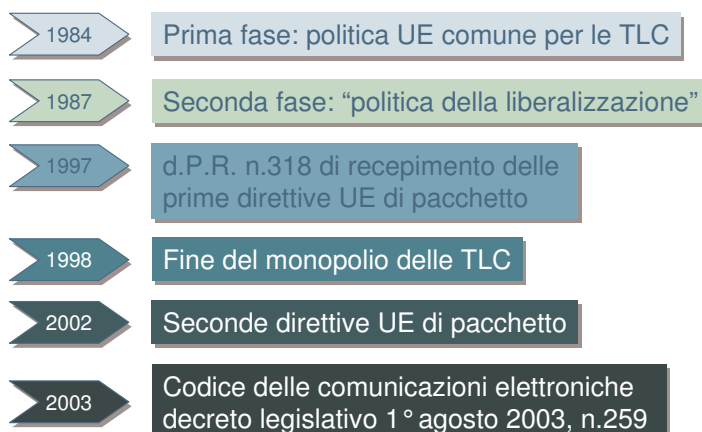 1984
Prima fase: politica UE comune per le TLC
1987
Seconda fase: “politica della liberalizzazione”
1997
d.P.R. n.318 di recepimento delle
prime direttive UE di pacchetto
1998
Fine del monopolio delle TLC
2002
Seconde direttive UE di pacchetto
2003
Codice delle comunicazioni elettroniche
decreto legislativo 1° agosto 2003, n.259